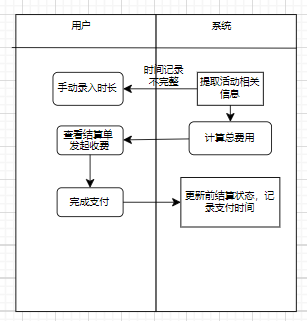 用户
系统
时间记录
不完整
手动录入时长
提取活动相关
信息
查看结算单
发起收费
计算总费用
完成支付
更新前结算状态，记
录支付时间